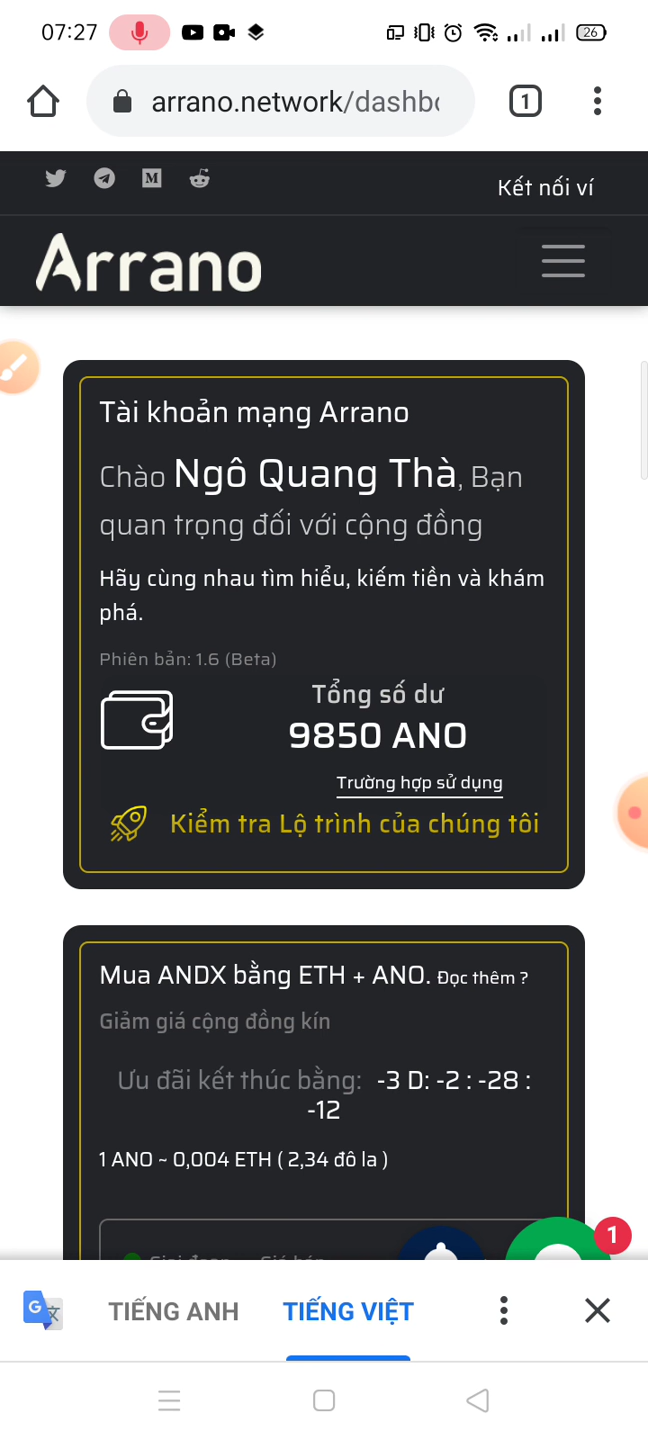 07:27
26
arrano.network/dashbo
1
Kết nối ví
Arrano
Tài khoản mạng Arrano
Chào Ngô Quang Thà, Bạn
quan trọng đối với cộng đồng
Hãy cùng nhau tìm hiểu, kiếm tiền và khám
phá.
Phiên bản: 1.6 (Beta)
Tổng số dư
9850 ANO
Trường hợp sử dụng
Kiểm tra Lộ trình của chúng tôi
Mua ANDX bằng ETH + ANO. Đọc thêm ?
Giảm giá cộng đồng kín
Ưu đãi kết thúc bằng: -3 D: -2 : -28 :
-12
1 ANO ~ 0,004 ETH ( 2,34 đô la )
1
TIẾNG ANH
TIẾNG VIỆT